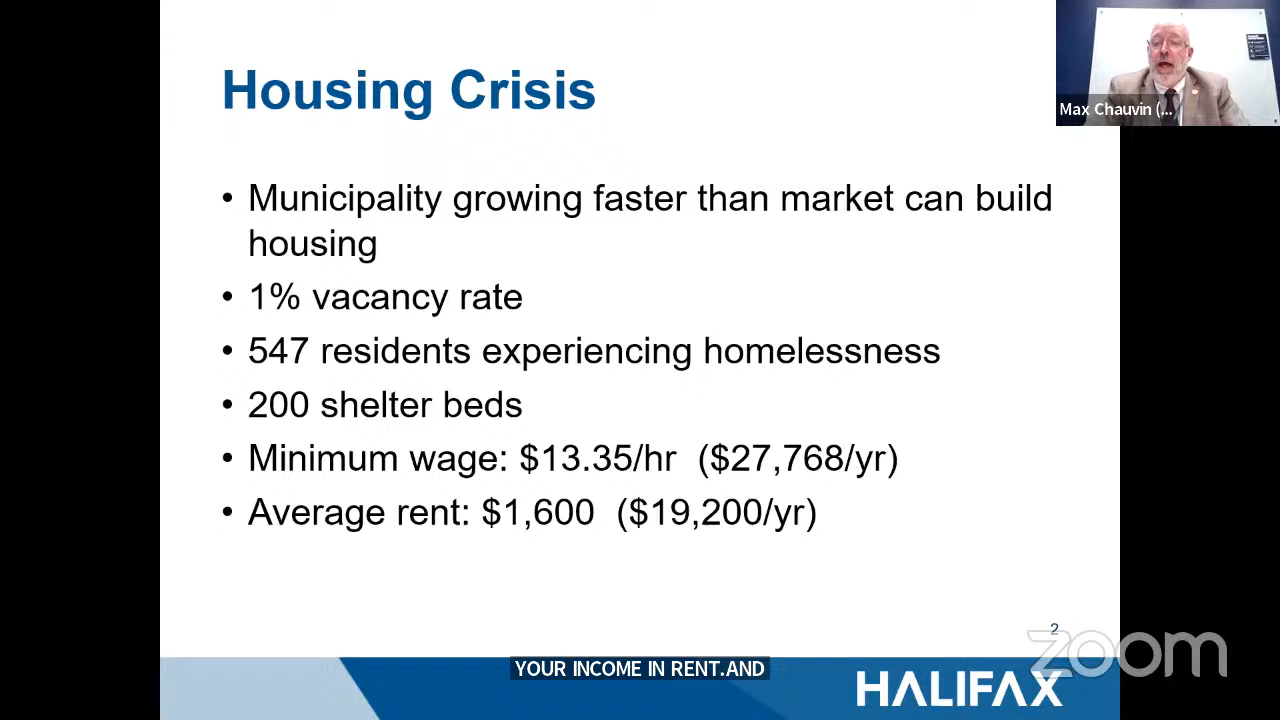 Housing Crisis
Max Chauvin (...
• Municipality growing faster than market can build
housing
• 1% vacancy rate
• 547 residents experiencing homelessness
• 200 shelter beds
• Minimum wage: $13.35/hr ($27,768/yr)
• Average rent: $1,600 ($19,200/yr)
2
zoom
YOUR INCOME IN RENT.AND
HALIFAX